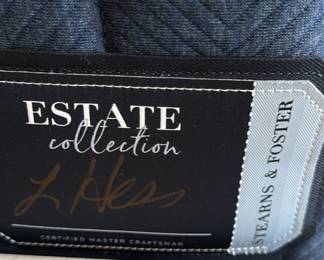 ESTATE
collection
L Hess
CERTIFIED MASTER CRAFTSMAN
STEARNS & FOSTER